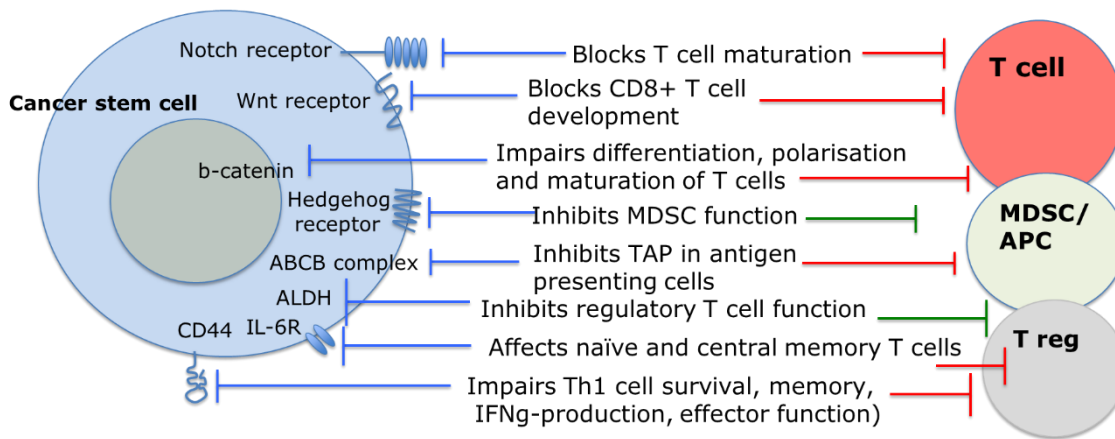 Notch receptor
Blocks T cell maturation
T cell
Cancer stem cell
Wnt receptor
Blocks CD8+ T cell
development
b-catenin
Impairs differentiation, polarisation
and maturation of T cells
Hedgehog
receptor
Inhibits MDSC function
MDSC/
APC
ABCB complex
Inhibits TAP in antigen
presenting cells
ALDH
Inhibits regulatory T cell function
CD44
IL-6R
Affects naïve and central memory T cells
T reg
Impairs Th1 cell survival, memory,
IFNg-production, effector function)